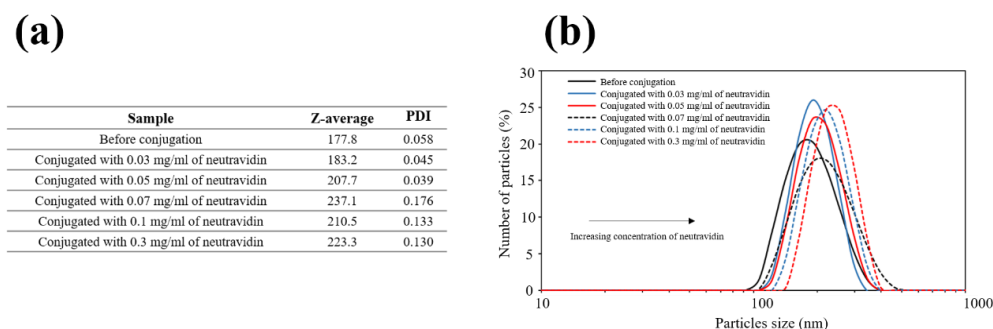 (a)
Sample Z-average PDI
Before conjugation 177.8 0.058
Conjugated with 0.03 mg/ml of neutravidin 183.2 0.045
Conjugated with 0.05 mg/ml of neutravidin 207.7 0.039
Conjugated with 0.07 mg/ml of neutravidin 237.1 0.176
Conjugated with 0.1 mg/ml of neutravidin 210.5 0.133
Conjugated with 0.3 mg/ml of neutravidin 223.3 0.130
(b)
Number of particles (%)
30
25
20
15
10
5
0
Before conjugation
Conjugated with 0.03 mg/ml of neutravidin
Conjugated with 0.05 mg/ml of neutravidin
Conjugated with 0.07 mg/ml of neutravidin
Conjugated with 0.1 mg/ml of neutravidin
Conjugated with 0.3 mg/ml of neutravidin
Increasing concentration of neutravidin
10 100 1000
Particles size (nm)